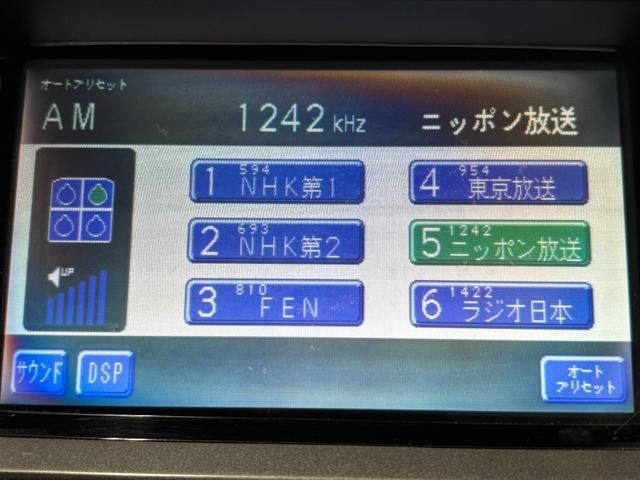 オートプリセット
AM 1242 kHz ニッポン放送
1 594 NHK第1
4 954 東京放送
2 693 NHK第2
5 1242 ニッポン放送
3 810 FEN
6 1422 ラジオ日本
UP
サウンド DSP
オート
プリセット